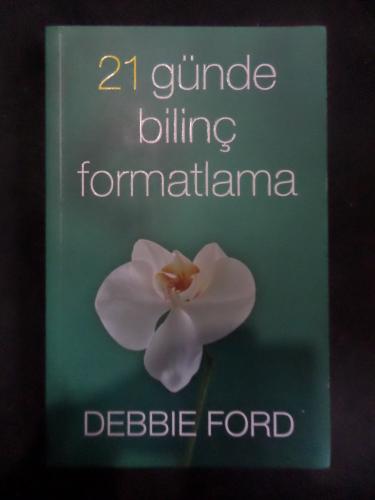 21 günde
bilinç
formatlama
DEBBIE FORD